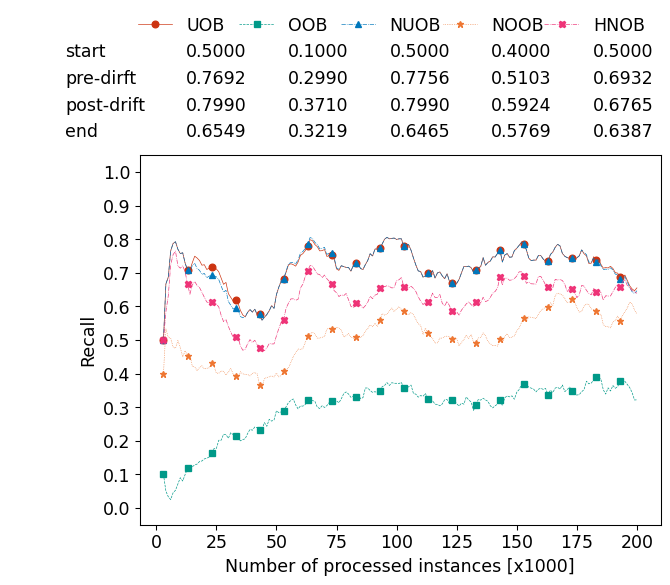 UOB OOB NUOB NOOB HNOB
start 0.5000 0.1000 0.5000 0.4000 0.5000
pre-dirft 0.7692 0.2990 0.7756 0.5103 0.6932
post-drift 0.7990 0.3710 0.7990 0.5924 0.6765
end 0.6549 0.3219 0.6465 0.5769 0.6387
1.0
0.9
0.8
0.7
0.6
0.5
0.4
0.3
0.2
0.1
0.0
Recall
0 25 50 75 100 125 150 175 200
Number of processed instances [x1000]